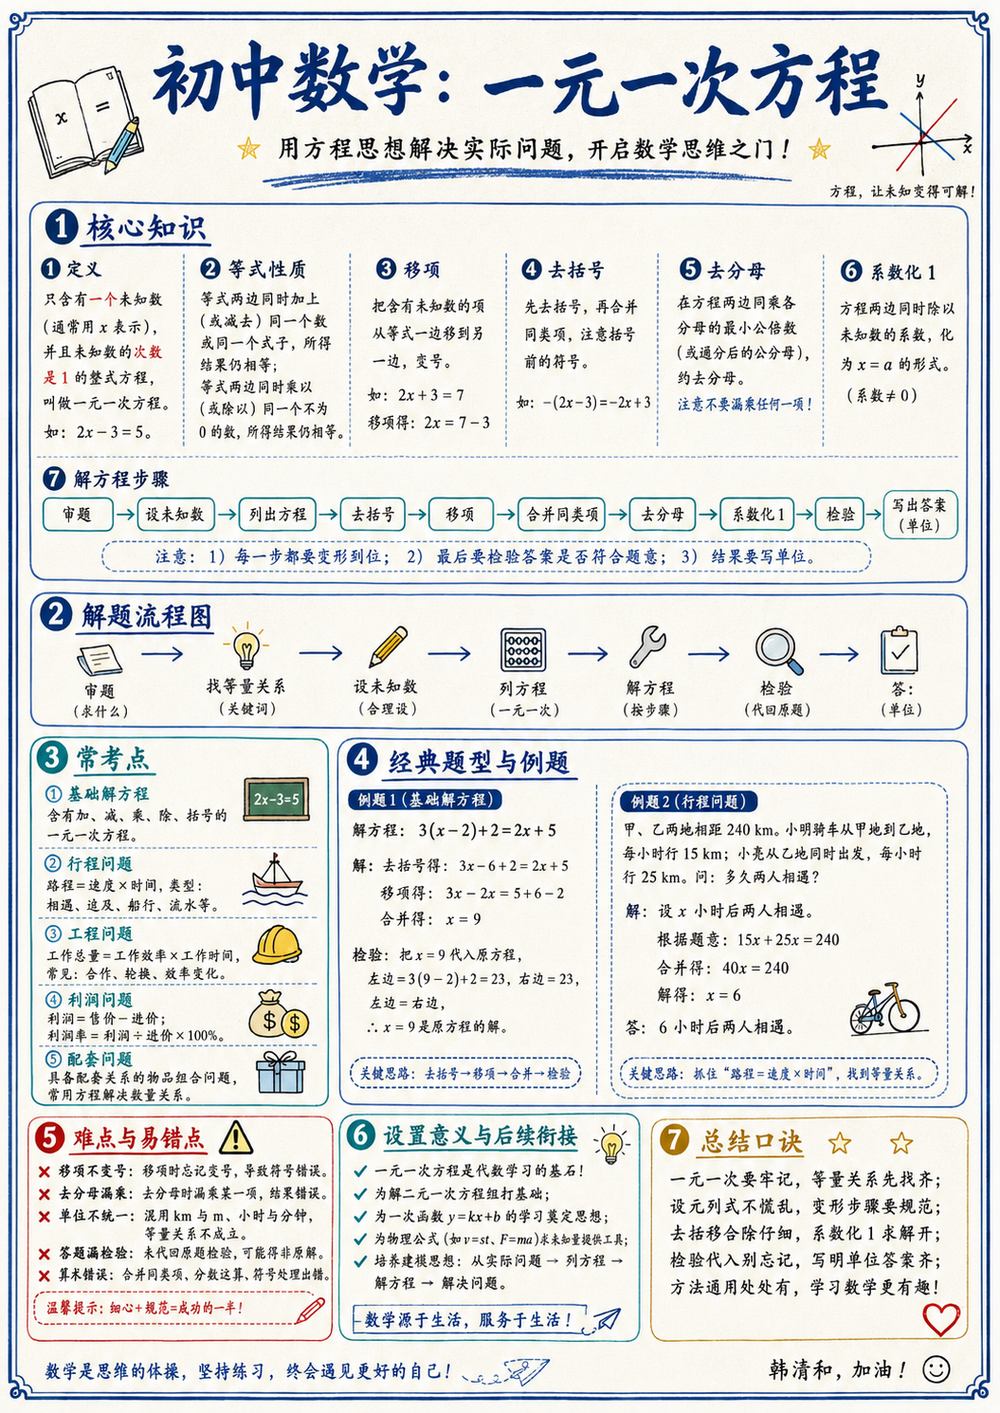 初中数学：一元一次方程
用方程思想解决实际问题，开启数学思维之门！
x =
y
x
方程，让未知变得可解！
1 核心知识
1 定义
只含有一个未知数
（通常用 x 表示），
并且未知数的次数
是 1 的整式方程，
叫做一元一次方程。
如：2x－3＝5。
2 等式性质
等式两边同时加上
（或减去）同一个数
或同一个式子，所得
结果仍相等；
等式两边同时乘以
（或除以）同一个不为
0 的数，所得结果仍相等。
3 移项
把含有未知数的项
从等式一边移到另
一边，变号。
如：2x＋3＝7
移项得：2x＝7－3
4 去括号
先去括号，再合并
同类项，注意括号
前的符号。
如：－(2x－3)＝－2x＋3
5 去分母
在方程两边同乘各
分母的最小公倍数
（或通分后的公分母），
约去分母。
注意不要漏乘任何一项！
6 系数化 1
方程两边同时除以
未知数的系数，化
为 x＝a 的形式。
（系数≠0）
7 解方程步骤
审题→设未知数→列出方程→去括号→移项→合并同类项→去分母→系数化 1→检验→写出答案
（单位）
注意：1）每一步都要变形到位；2）最后要检验答案是否符合题意；3）结果要写单位。
2 解题流程图
审题 找等量关系 设未知数 列方程 解方程 检验 答：
（求什么） （关键词） （合理设） （一元一次） （按步骤） （代回原题） （单位）
3 常考点
① 基础解方程
含有加、减、乘、除、括号的
一元一次方程。
2x-3=5
② 行程问题
路程＝速度×时间，类型：
相遇、追及、船行、流水等。
③ 工程问题
工作总量＝工作效率×工作时间，
常见：合作、轮换、效率变化。
④ 利润问题
利润＝售价－进价；
利润率＝利润÷进价×100%。
$ $
⑤ 配套问题
具备配套关系的物品组合问题，
常用方程解决数量关系。
4 经典题型与例题
例题1（基础解方程）
解方程：3(x－2)＋2＝2x＋5
解：去括号得：3x－6＋2＝2x＋5
移项得：3x－2x＝5＋6－2
合并得：x＝9
检验：把 x＝9 代入原方程，
左边＝3(9－2)＋2＝23，右边＝23，
左边＝右边，
∴ x＝9 是原方程的解。
关键思路：去括号→移项→合并→检验
例题2（行程问题）
甲、乙两地相距 240 km。小明骑车从甲地到乙地，
每小时行 15 km；小亮从乙地同时出发，每小时
行 25 km。问：多久两人相遇？
解：设 x 小时后两人相遇。
根据题意：15x＋25x＝240
合并得：40x＝240
解得：x＝6
答：6 小时后两人相遇。
关键思路：抓住“路程＝速度×时间”，找到等量关系。
5 难点与易错点
× 移项不变号：移项时忘记变号，导致符号错误。
× 去分母漏乘：去分母时漏乘某一项，结果错误。
× 单位不统一：混用 km 与 m、小时与分钟，
等量关系不成立。
× 答题漏检验：未代回原题检验，可能得非原解。
× 算术错误：合并同类项、分数运算、符号处理出错。
温馨提示：细心＋规范＝成功的一半！
6 设置意义与后续衔接
✓ 一元一次方程是代数学习的基石！
✓ 为解二元一次方程组打基础；
✓ 为一次函数 y＝kx＋b 的学习奠定思想；
✓ 为物理公式 (如 v=st、F=ma) 求未知量提供工具；
✓ 培养建模思想：从实际问题 → 列方程 →
解方程 → 解决问题。
数学源于生活，服务于生活！
7 总结口诀
一元一次要牢记，等量关系先找齐；
设元列式不慌乱，变形步骤要规范；
去括移合除仔细，系数化 1 求解开；
检验代入别忘记，写明单位答案齐；
方法通用处处有，学习数学更有趣！
数学是思维的体操，坚持练习，终会遇见更好的自己！
韩清和，加油！